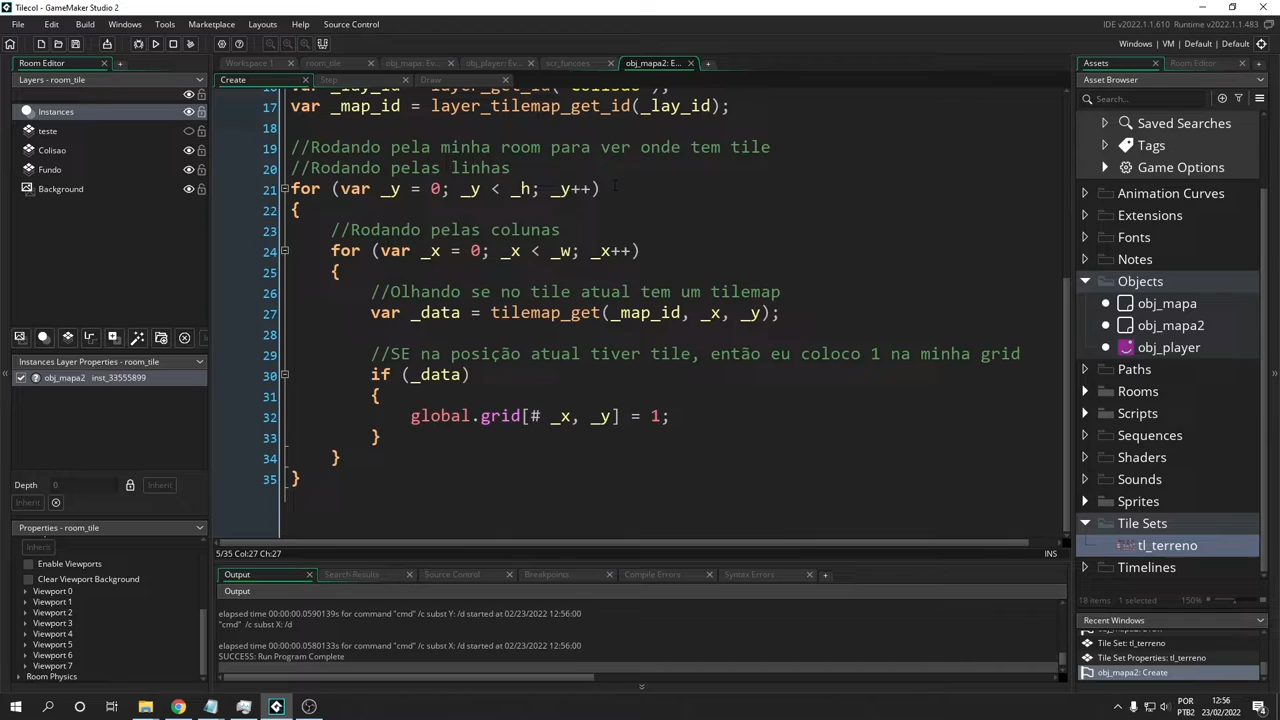 Tilecol - GameMaker Studio 2
IDE v2022.1.1.610 Runtime v2022.1.1.483
File Edit Build Windows Tools Marketplace Layouts Source Control
Windows | VM | Default | Default
Room Editor
Workspace 1 room_tile obj_mapa: Ev... obj_player: Ev... scr_funcoes obj_mapa2: E...
Assets Room Editor
Layers - room_tile
Create Step Draw
Asset Browser
Search...
Instances
teste
Colisao
Fundo
Background
17 var _map_id = layer_tilemap_get_id(_lay_id);
18
19 //Rodando pela minha room para ver onde tem tile
20 //Rodando pelas linhas
21 for (var _y = 0; _y < _h; _y++)
22 {
23 //Rodando pelas colunas
24 for (var _x = 0; _x < _w; _x++)
25 {
26 //Olhando se no tile atual tem um tilemap
27 var _data = tilemap_get(_map_id, _x, _y);
28
29 //SE na posição atual tiver tile, então eu coloco 1 na minha grid
30 if (_data)
31 {
32 global.grid[# _x, _y] = 1;
33 }
34 }
35 }
5/35 Col:27 Ch:27
INS
Saved Searches
Tags
Game Options
Animation Curves
Extensions
Fonts
Notes
Objects
obj_mapa
obj_mapa2
obj_player
Paths
Rooms
Scripts
Sequences
Shaders
Sounds
Sprites
Tile Sets
tl_terreno
Timelines
18 items 1 selected 150%
Instances Layer Properties - room_tile
obj_mapa2 inst_33555899
Depth 0 Inherit
Inherit
Properties - room_tile
Inherit
Enable Viewports
Clear Viewport Background
Viewport 0
Viewport 1
Viewport 2
Viewport 3
Viewport 4
Viewport 5
Viewport 6
Viewport 7
Room Physics
Output Search Results Source Control Breakpoints Compile Errors Syntax Errors
Output
elapsed time 00:00:00.0590139s for command "cmd" /c subst Y: /d started at 02/23/2022 12:56:00
"cmd" /c subst X: /d
elapsed time 00:00:00.0580133s for command "cmd" /c subst X: /d started at 02/23/2022 12:56:00
SUCCESS: Run Program Complete
Recent Windows
Tile Set: tl_terreno
Tile Set Properties: tl_terreno
obj_mapa2: Create
POR
PTB2
12:56
23/02/2022
4